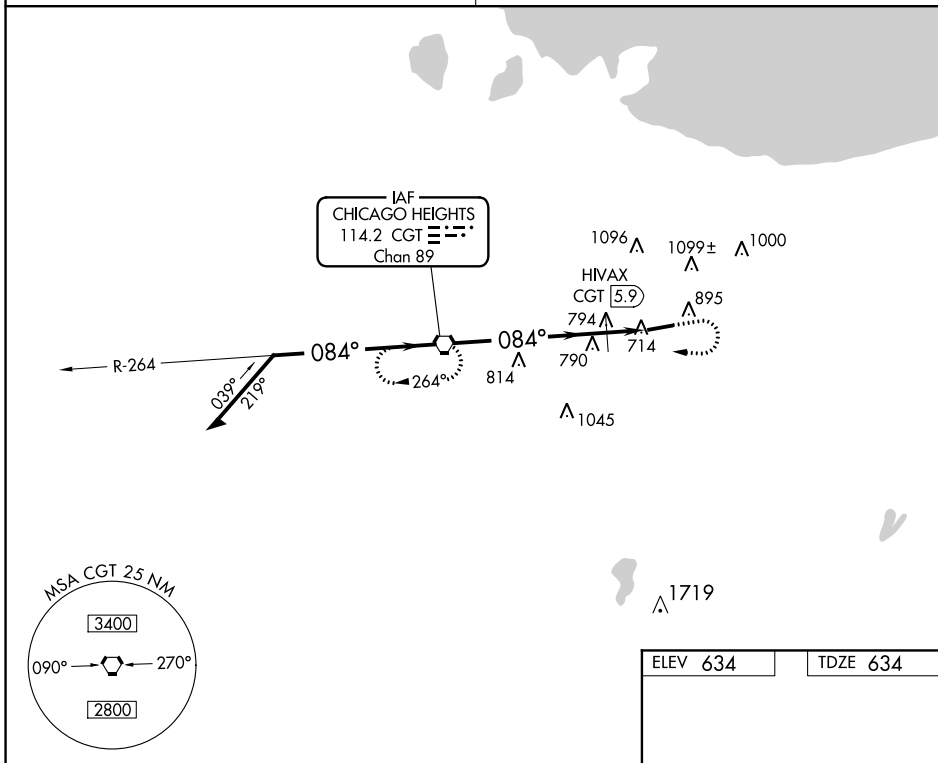 IAF
CHICAGO HEIGHTS
114.2 CGT
Chan 89
1096
1099±
1000
HIVAX
CGT 5.9
895
794
R-264
084°
084°
790
714
039°
219°
264°
814
1045
MSA CGT 25 NM
3400
090°
270°
2800
1719
ELEV 634
TDZE 634